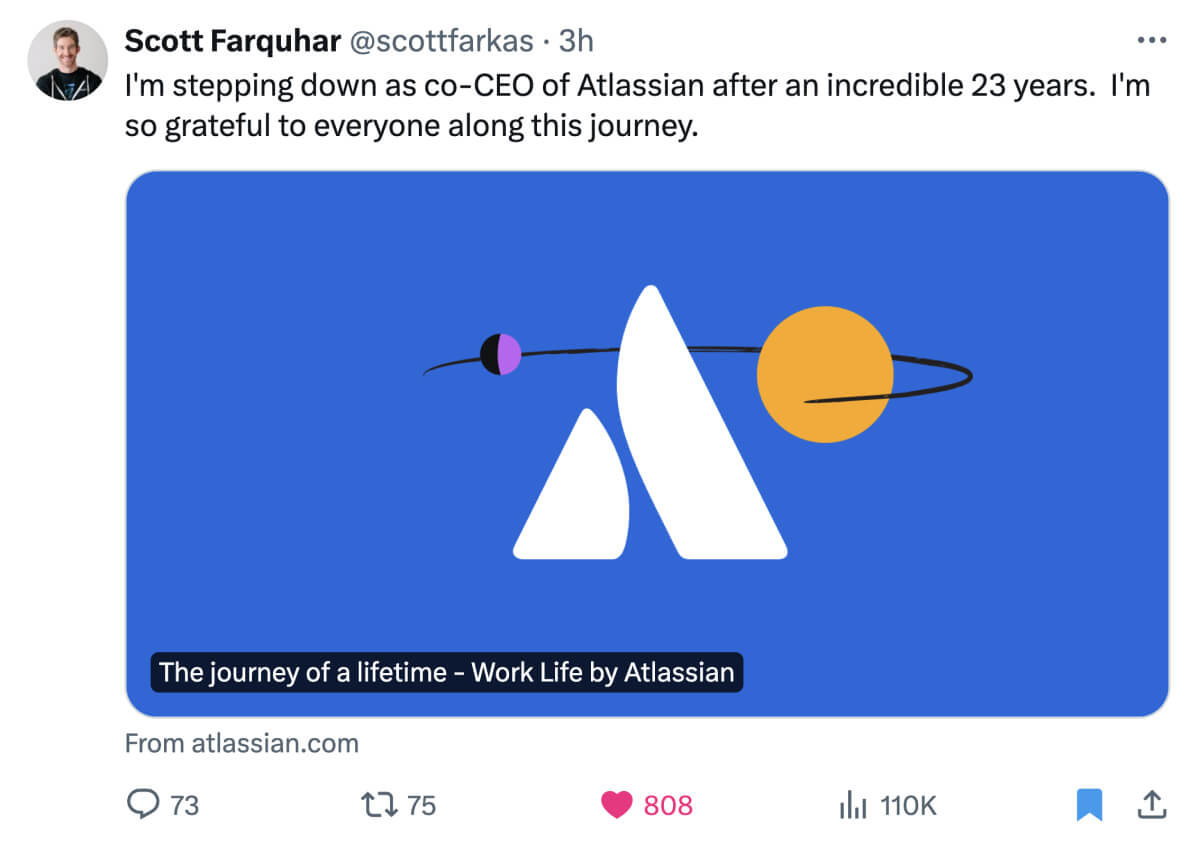 Scott Farquhar @scottfarkas · 3h
I'm stepping down as co-CEO of Atlassian after an incredible 23 years.  I'm
so grateful to everyone along this journey.
The journey of a lifetime - Work Life by Atlassian
From atlassian.com
73 75 808 110K